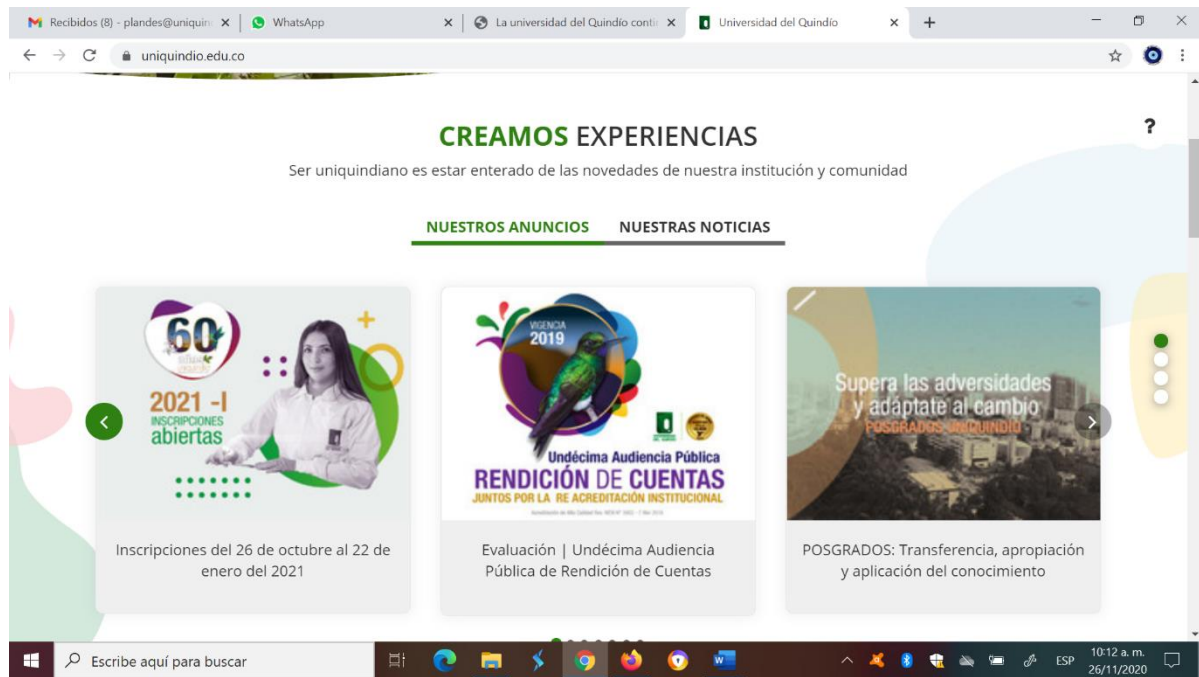 Recibidos (8) - plandes@uniquin
WhatsApp
La universidad del Quindío conti
Universidad del Quindío
uniquindio.edu.co
?
CREAMOS EXPERIENCIAS
Ser uniquindiano es estar enterado de las novedades de nuestra institución y comunidad
NUESTROS ANUNCIOS
NUESTRAS NOTICIAS
60
2021 -I
INSCRIPCIONES
abiertas
Inscripciones del 26 de octubre al 22 de
enero del 2021
VIGENCIA
2019
Undécima Audiencia Pública
RENDICIÓN DE CUENTAS
JUNTOS POR LA RE ACREDITACIÓN INSTITUCIONAL
Evaluación | Undécima Audiencia
Pública de Rendición de Cuentas
Supera las adversidades
y adáptate al cambio
POSGRADOS UNIQUINDÍO
POSGRADOS: Transferencia, apropiación
y aplicación del conocimiento
Escribe aquí para buscar
ESP
10:12 a. m.
26/11/2020